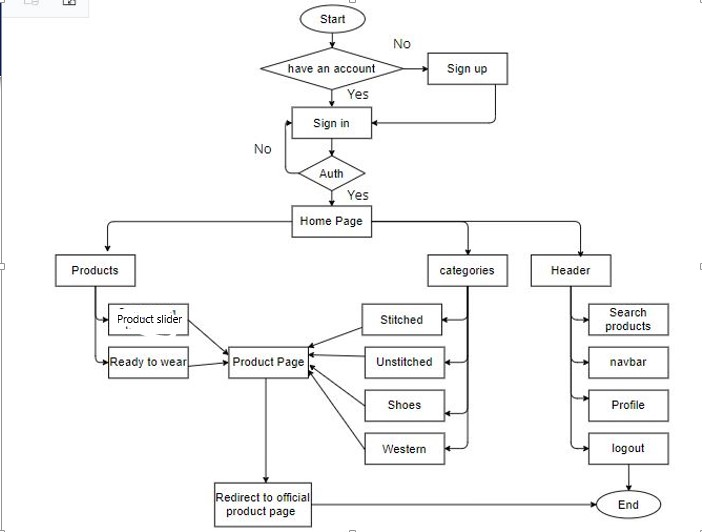 Start
No
have an account
Sign up
Yes
Sign in
No
Auth
Yes
Home Page
Products
categories
Header
Product slider
Stitched
Search
products
Ready to wear
Product Page
Unstitched
navbar
Shoes
Profile
Western
logout
Redirect to official
product page
End